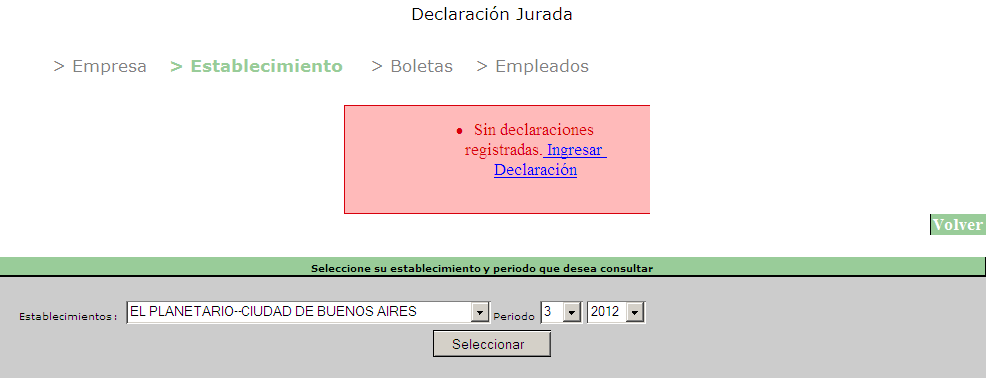 Declaración Jurada
> Empresa > Establecimiento > Boletas > Empleados
• Sin declaraciones
registradas. Ingresar
Declaración
Volver
Seleccione su establecimiento y periodo que desea consultar
Establecimientos: EL PLANETARIO--CIUDAD DE BUENOS AIRES Periodo 3 2012
Seleccionar